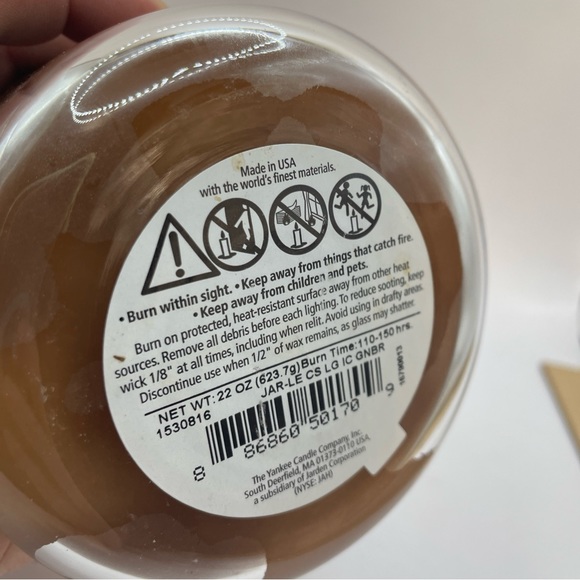 Made in USA
with the world's finest materials.
• Burn within sight. • Keep away from things that catch fire.
• Keep away from children and pets.
Burn on protected, heat-resistant surface away from other heat
sources. Remove all debris before each lighting. To reduce sooting, keep
wick 1/8" at all times, including when relit. Avoid using in drafty areas.
Discontinue use when 1/2" of wax remains, as glass may shatter.
NET WT: 22 OZ (623.7g) Burn Time:110-150 hrs.
1530816 JAR-LE CS LG IC GNBR
8 86860 50170 9
The Yankee Candle Company, Inc.
South Deerfield, MA 01373-0110 USA
a subsidiary of Jarden Corporation
(NYSE: JAH)